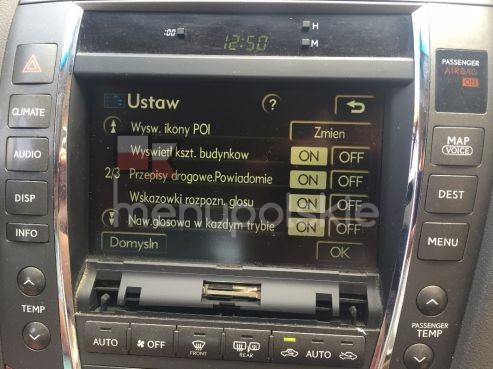 :00
H
12:50
M
PASSENGER
AIRBAG
OFF
CLIMATE
AUDIO
DISP
INFO
TEMP
MAP
VOICE
DEST
MENU
PASSENGER
TEMP
Ustaw
?
Wysw. ikony POI Zmien
Wyswietl kszt. budynkow ON OFF
2/3 Przepisy drogowe.Powiadomie ON OFF
Wskazowki rozpozn. glosu ON OFF
Naw.glosowa w kazdym trybie ON OFF
Domysln OK
menupolskie
AUTO
OFF
FRONT
REAR
AUTO